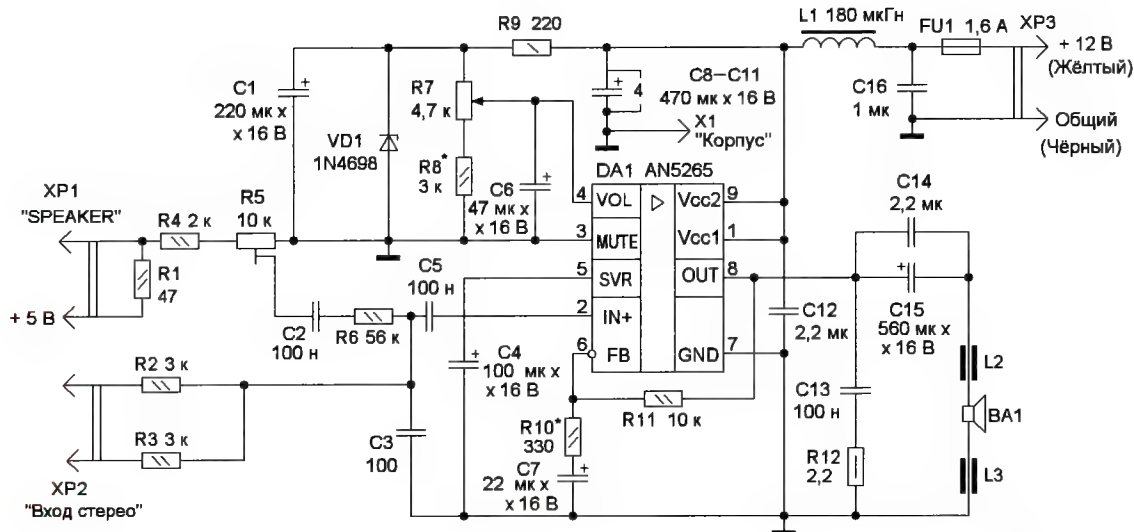 R9 220
L1 180 мкГн
FU1 1,6 А
XP3
+ 12 В
(Жёлтый)
C1
220 мк х
х 16 В
R7
4,7 к
+
4
C8–C11
470 мк х 16 В
C16
1 мк
X1
"Корпус"
Общий
(Чёрный)
VD1
1N4698
R8*
3 к
C6
47 мк х
х 16 В
DA1 AN5265
XP1
"SPEAKER"
R4 2 к
R5
10 к
4 VOL
Vcc2 9
3 MUTE
Vcc1 1
5 SVR
OUT 8
2 IN+
6 FB
GND 7
C14
2,2 мк
R1
47
+ 5 В
C5
100 н
C2
100 н
R6 56 к
C4
100 мк х
х 16 В
C12
2,2 мк
C15
560 мк х
х 16 В
R2 3 к
R3 3 к
C3
100
R11 10 к
R10*
330
C7
22 мк х
х 16 В
C13
100 н
R12
2,2
L2
BA1
L3
XP2
"Вход стерео"